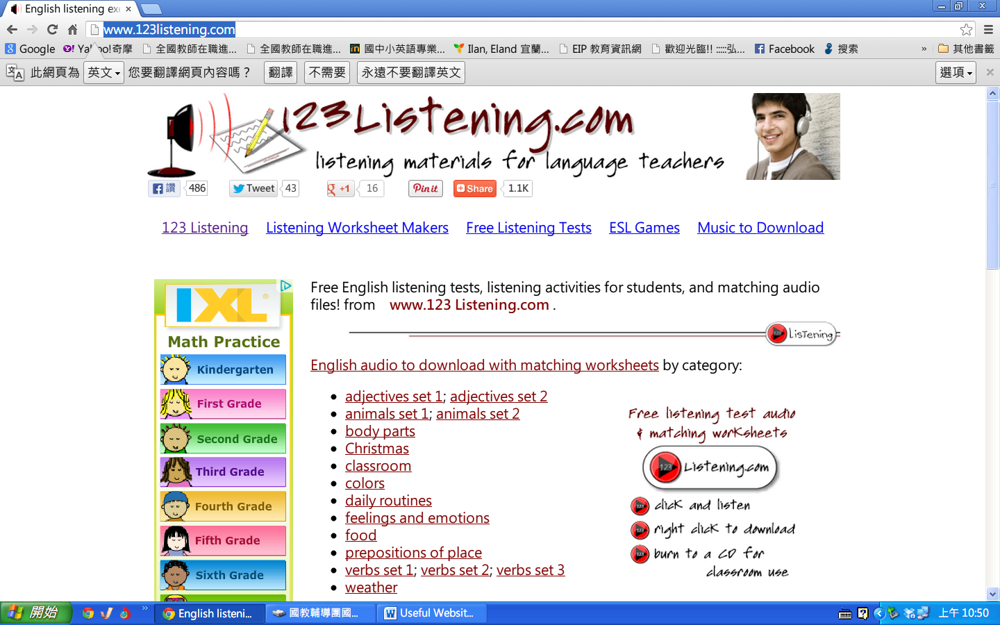 English listening exe
www.123listening.com
Google Yahoo!奇摩 全國教師在職進... 全國教師在職進... 國中小英語專業... Ilan, Eland 宜蘭... EIP 教育資訊網 歡迎光臨!! :::::弘... Facebook 搜索 » 其他書籤
此網頁為 英文 您要翻譯網頁內容嗎？ 翻譯 不需要 永遠不要翻譯英文 選項
123Listening.com
listening materials for language teachers
讚 486 Tweet 43 +1 16 Pin it Share 1.1K
123 Listening Listening Worksheet Makers Free Listening Tests ESL Games Music to Download
IXL
Math Practice
Kindergarten
First Grade
Second Grade
Third Grade
Fourth Grade
Fifth Grade
Sixth Grade
Free English listening tests, listening activities for students, and matching audio
files! from www.123 Listening.com .
Listening
English audio to download with matching worksheets by category:
adjectives set 1; adjectives set 2
animals set 1; animals set 2
body parts
Christmas
classroom
colors
daily routines
feelings and emotions
food
prepositions of place
verbs set 1; verbs set 2; verbs set 3
weather
Free listening test audio
& matching worksheets
123 Listening.com
click and listen
right click to download
burn to a CD for
classroom use
開始 English listeni... 國教輔導團國... Useful Websit... 上午 10:50